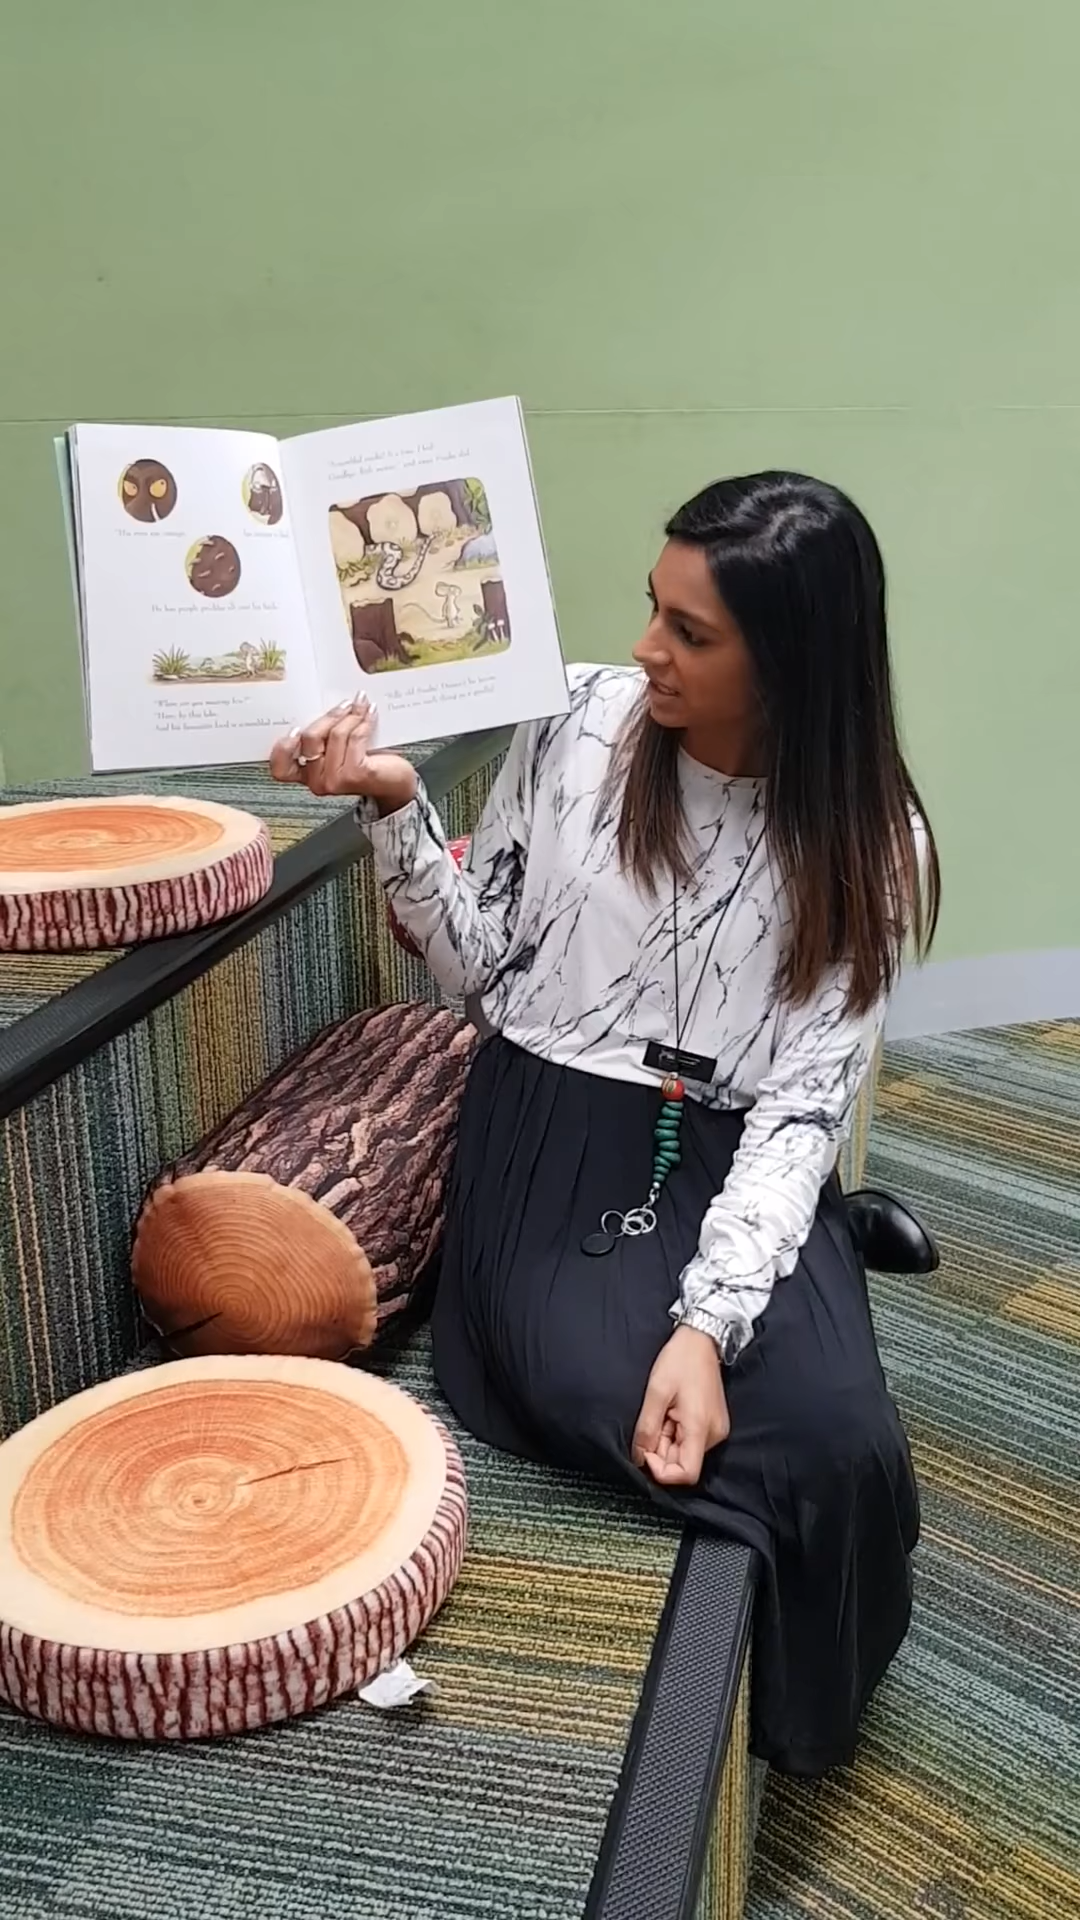 "His eyes are orange,
his tongue is black,
He has purple prickles all over his back.
"Where are you meeting him?"
"Here, by this lake,
And his favourite food is scrambled snake."
"Scrambled snake! It's time I hid!
Goodbye, little mouse," and away Snake slid.
"Silly old Snake! Doesn't he know,
There's no such thing as a gruffal